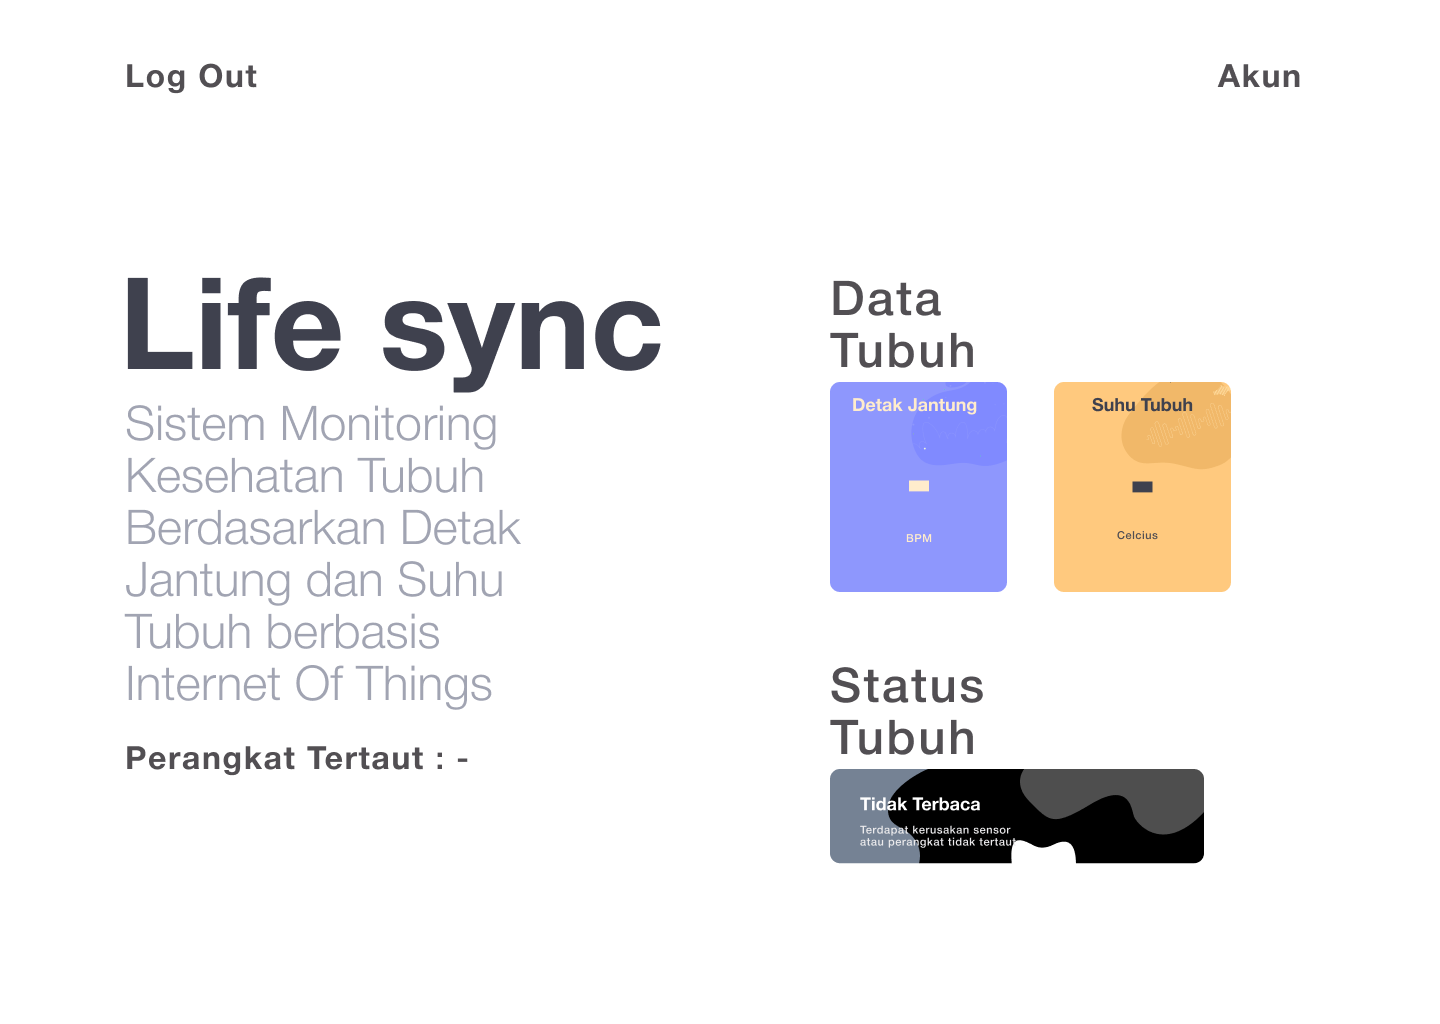 Log Out
Akun
Life sync
Sistem Monitoring
Kesehatan Tubuh
Berdasarkan Detak
Jantung dan Suhu
Tubuh berbasis
Internet Of Things
Perangkat Tertaut : -
Data
Tubuh
Detak Jantung
-
BPM
Suhu Tubuh
-
Celcius
Status
Tubuh
Tidak Terbaca
Terdapat kerusakan sensor
atau perangkat tidak tertaut